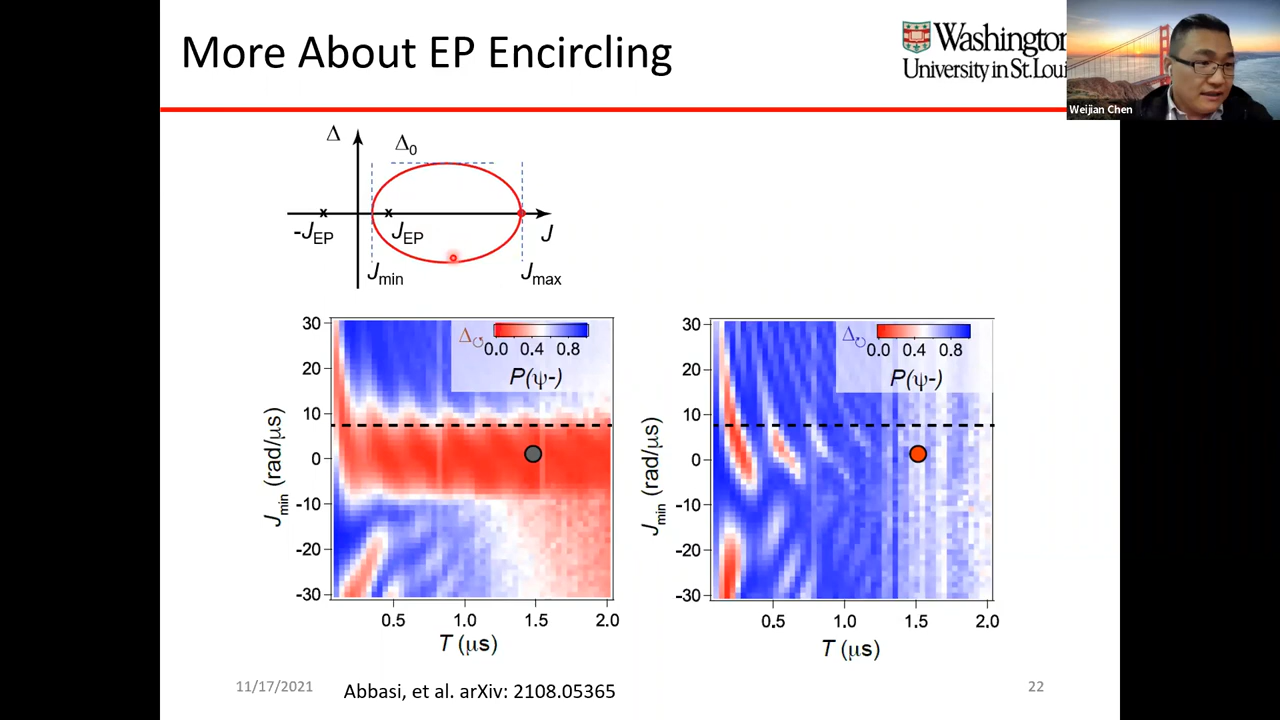 More About EP Encircling
Washington
University in St.Loui
Weijian Chen
Δ
Δ0
-JEP
JEP
J
Jmin
Jmax
30
20
10
0
-10
-20
-30
Jmin (rad/μs)
Δ↺
0.0 0.4 0.8
P(ψ-)
0.5 1.0 1.5 2.0
T (μs)
30
20
10
0
-10
-20
-30
Jmin (rad/μs)
Δ↻
0.0 0.4 0.8
P(ψ-)
0.5 1.0 1.5 2.0
T (μs)
11/17/2021
Abbasi, et al. arXiv: 2108.05365
22